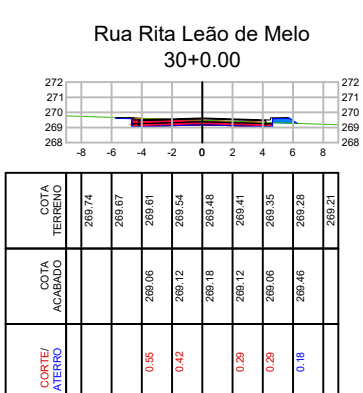 Rua Rita Leão de Melo
30+0.00
272 272
271 271
270 270
269 269
268 268
-8 -6 -4 -2 0 2 4 6 8
COTA TERRENO 269.74 269.67 269.61 269.54 269.48 269.41 269.35 269.28 269.21
COTA ACABADO 269.06 269.12 269.18 269.12 269.06 269.46
CORTE/ATERRO 0.55 0.42 0.29 0.29 0.18